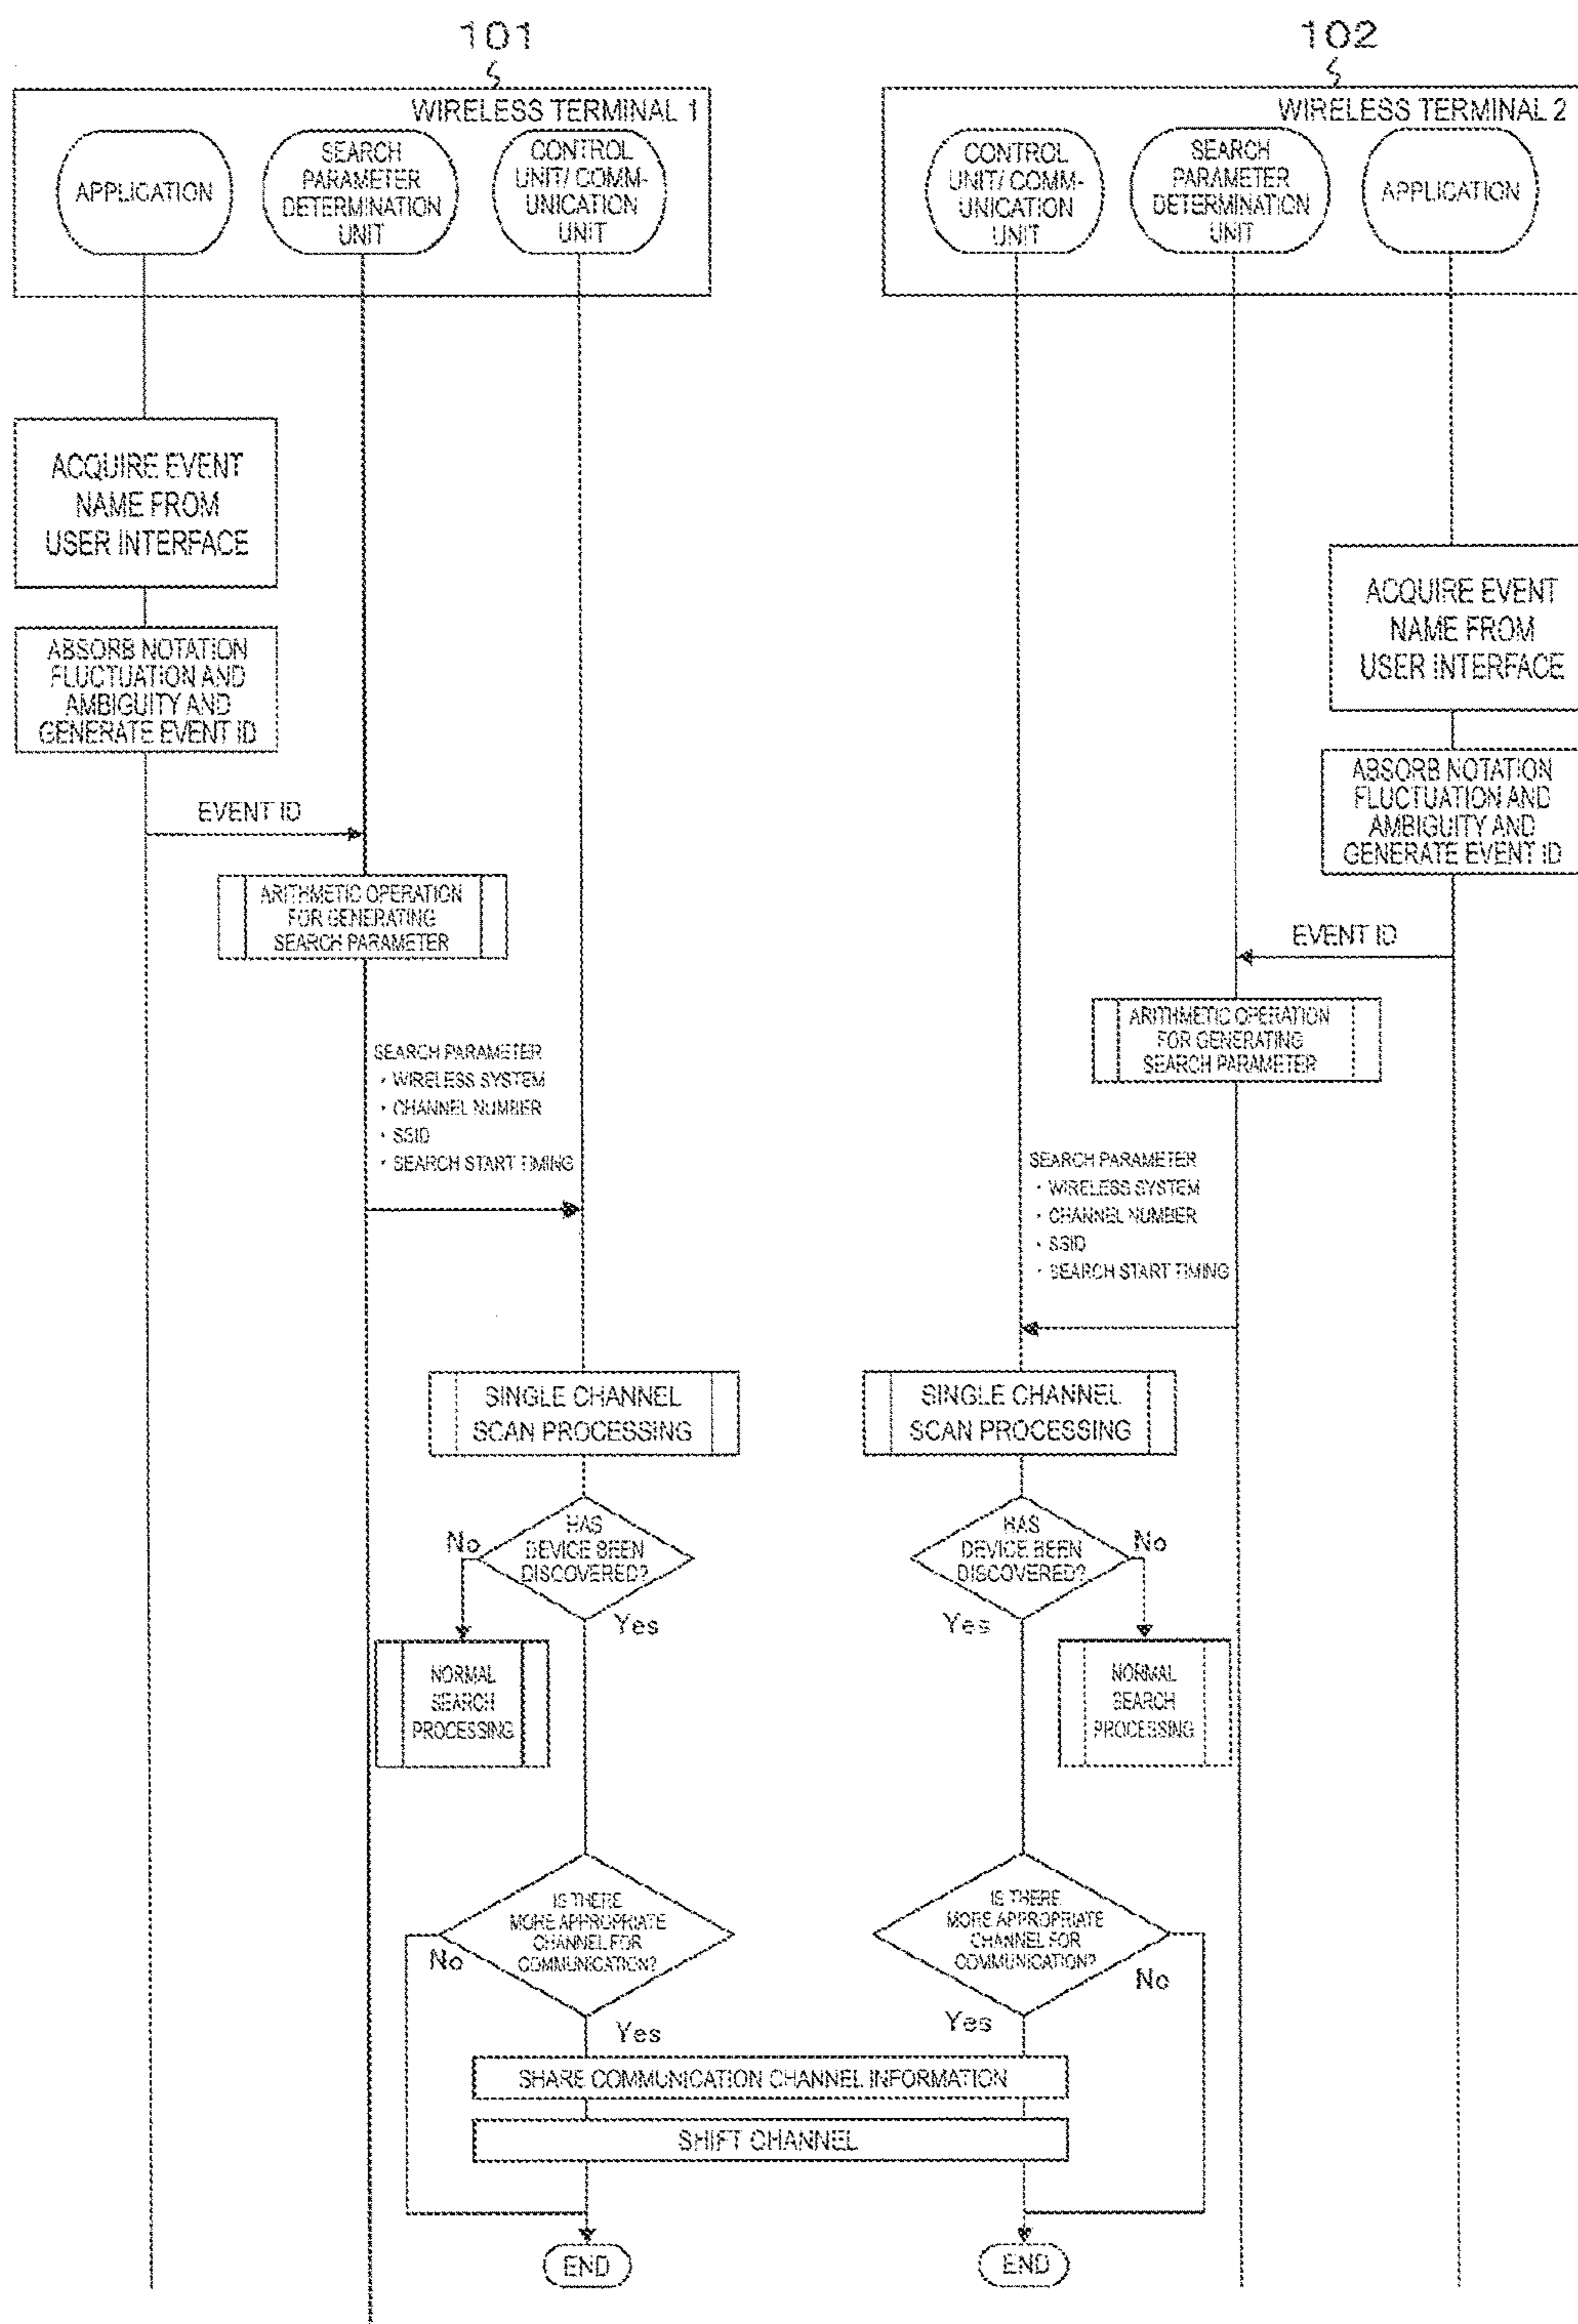 101
102
WIRELESS TERMINAL 1
APPLICATION
SEARCH
PARAMETER
DETERMINATION
UNIT
CONTROL
UNIT/ COMM-
UNICATION
UNIT
WIRELESS TERMINAL 2
CONTROL
UNIT/ COMM-
UNICATION
UNIT
SEARCH
PARAMETER
DETERMINATION
UNIT
APPLICATION
ACQUIRE EVENT
NAME FROM
USER INTERFACE
ABSORB NOTATION
FLUCTUATION AND
AMBIGUITY AND
GENERATE EVENT ID
EVENT ID
ARITHMETIC OPERATION
FOR GENERATING
SEARCH PARAMETER
SEARCH PARAMETER
・WIRELESS SYSTEM
・CHANNEL NUMBER
・SSID
・SEARCH START TIMING
ACQUIRE EVENT
NAME FROM
USER INTERFACE
ABSORB NOTATION
FLUCTUATION AND
AMBIGUITY AND
GENERATE EVENT ID
EVENT ID
ARITHMETIC OPERATION
FOR GENERATING
SEARCH PARAMETER
SEARCH PARAMETER
・WIRELESS SYSTEM
・CHANNEL NUMBER
・SSID
・SEARCH START TIMING
SINGLE CHANNEL
SCAN PROCESSING
SINGLE CHANNEL
SCAN PROCESSING
HAS
DEVICE BEEN
DISCOVERED?
No
Yes
NORMAL
SEARCH
PROCESSING
HAS
DEVICE BEEN
DISCOVERED?
No
Yes
NORMAL
SEARCH
PROCESSING
IS THERE
MORE APPROPRIATE
CHANNEL FOR
COMMUNICATION?
No
Yes
IS THERE
MORE APPROPRIATE
CHANNEL FOR
COMMUNICATION?
No
Yes
SHARE COMMUNICATION CHANNEL INFORMATION
SHIFT CHANNEL
END
END